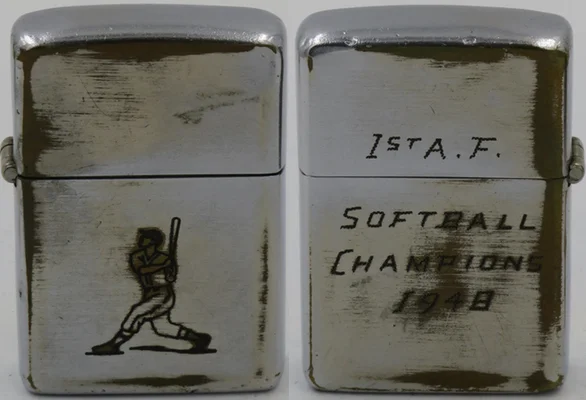 1ST A. F.
SOFTBALL
CHAMPIONS
1948